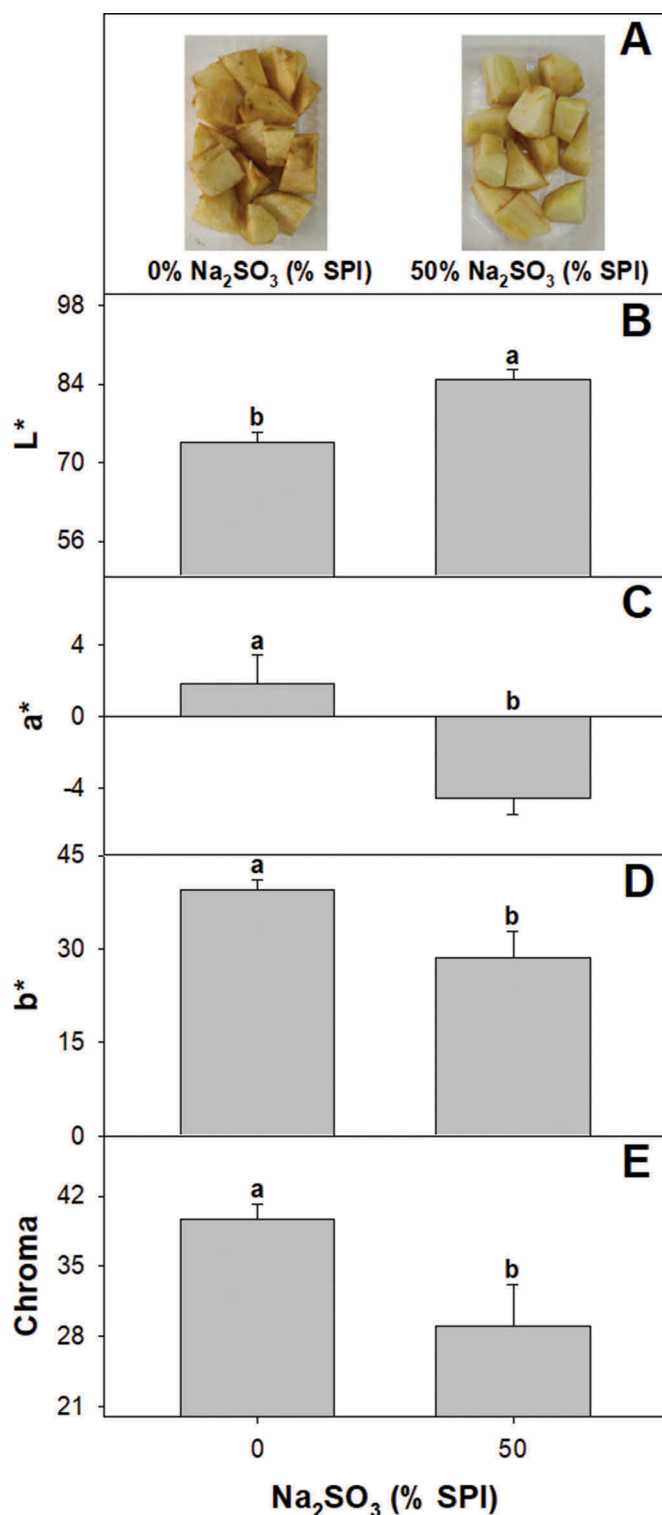 A
0% Na₂SO₃ (% SPI) 50% Na₂SO₃ (% SPI)
98
B
84
70
56
L*
b
a
C
4
0
-4
a*
a
b
45
D
30
15
0
b*
a
b
E
42
35
28
21
Chroma
a
b
0 50
Na₂SO₃ (% SPI)